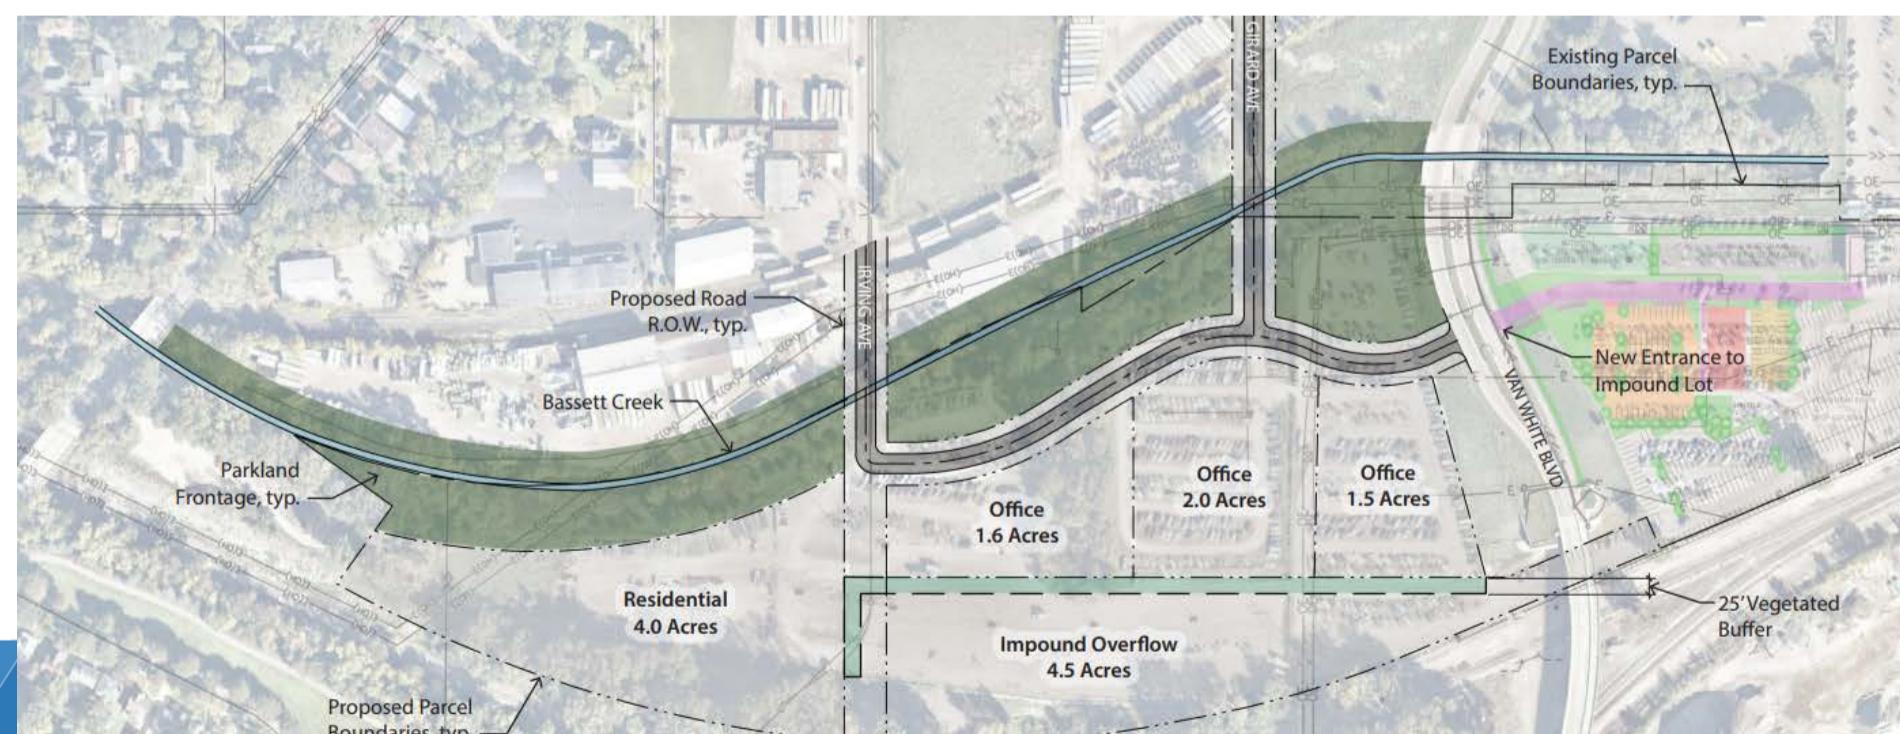 GIRARD AVE
Existing Parcel
Boundaries, typ.
IRVING AVE
Proposed Road
R.O.W., typ.
Bassett Creek
New Entrance to
Impound Lot
VAN WHITE BLVD
Parkland
Frontage, typ.
Office
1.6 Acres
Office
2.0 Acres
Office
1.5 Acres
Residential
4.0 Acres
Impound Overflow
4.5 Acres
25' Vegetated
Buffer
Proposed Parcel
Boundaries, typ.